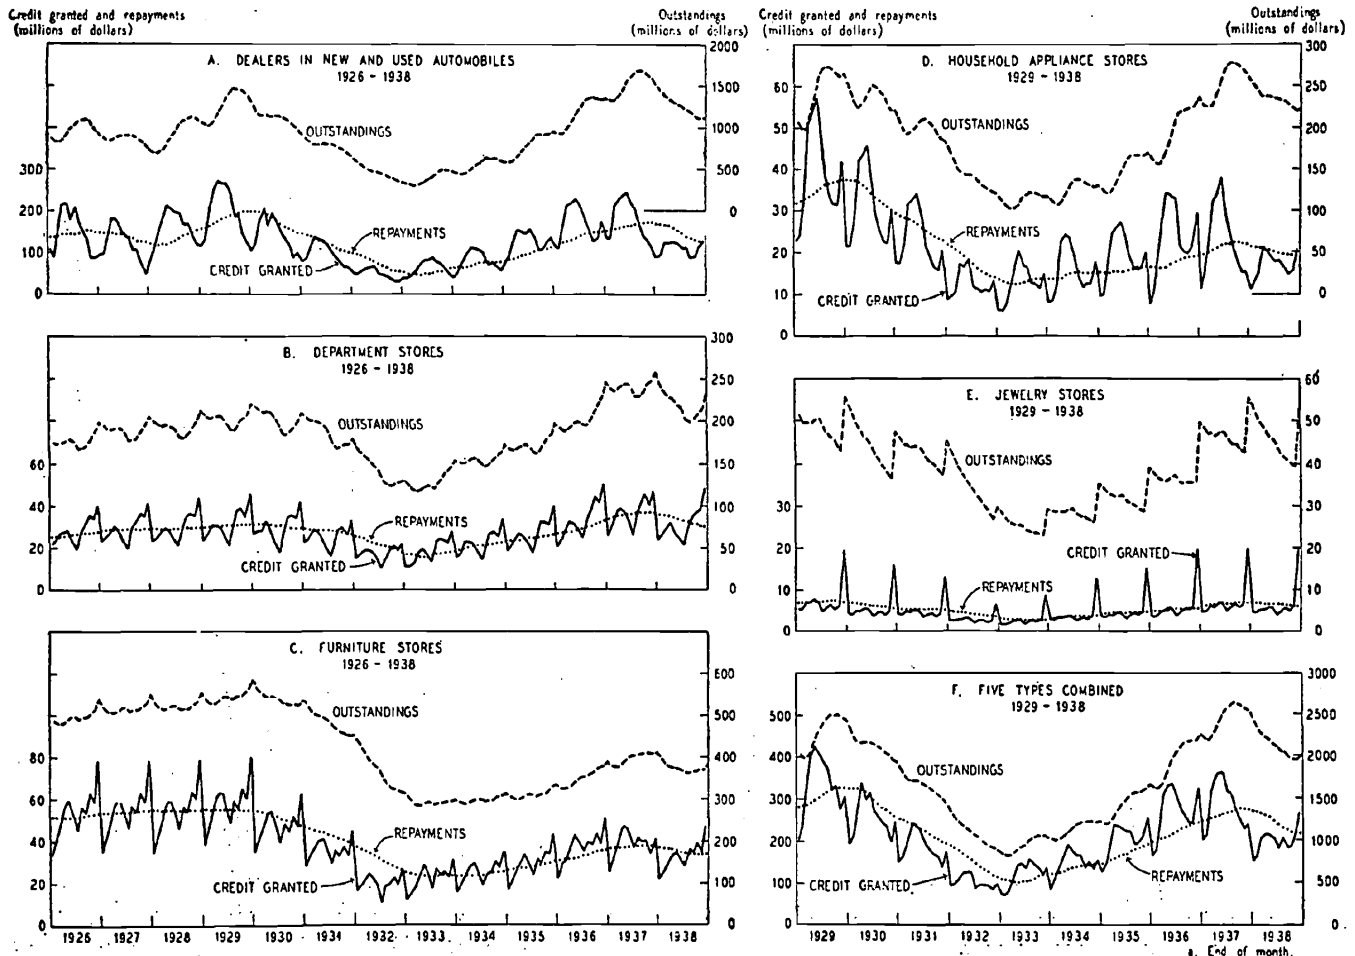 Credit granted and repayments
(millions of dollars)
Outstandings
(millions of dollars)
Credit granted and repayments
(millions of dollars)
Outstandings
(millions of dollars)
A. DEALERS IN NEW AND USED AUTOMOBILES
1926 - 1938
OUTSTANDINGS
REPAYMENTS
CREDIT GRANTED
300
200
100
0
2000
1500
1000
500
0
B. DEPARTMENT STORES
1926 - 1938
OUTSTANDINGS
REPAYMENTS
CREDIT GRANTED
60
40
20
0
300
250
200
150
100
50
0
C. FURNITURE STORES
1926 - 1938
OUTSTANDINGS
REPAYMENTS
CREDIT GRANTED
80
60
40
20
0
600
500
400
300
200
100
0
1926 1927 1928 1929 1930 1931 1932 1933 1934 1935 1936 1937 1938
D. HOUSEHOLD APPLIANCE STORES
1929 - 1938
OUTSTANDINGS
REPAYMENTS
CREDIT GRANTED
60
50
40
30
20
10
0
300
250
200
150
100
50
0
E. JEWELRY STORES
1929 - 1938
OUTSTANDINGS
CREDIT GRANTED
REPAYMENTS
30
20
10
0
60
50
40
30
20
10
0
F. FIVE TYPES COMBINED
1929 - 1938
OUTSTANDINGS
CREDIT GRANTED
REPAYMENTS
500
400
300
200
100
0
3000
2500
2000
1500
1000
500
0
1929 1930 1931 1932 1933 1934 1935 1936 1937 1938
a. End of month.